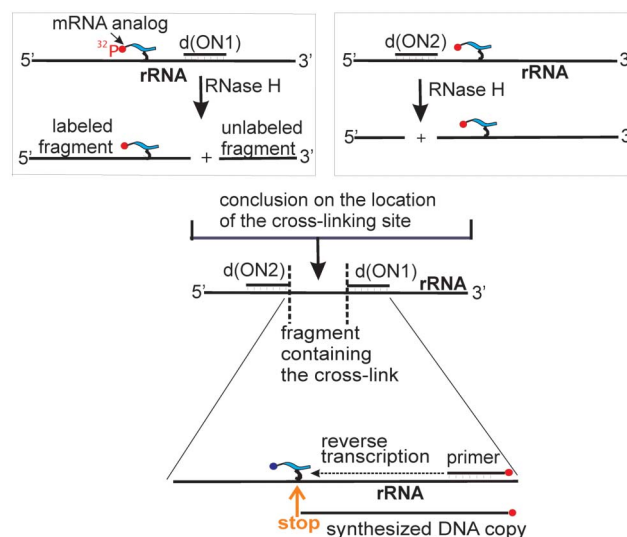 mRNA analog
32P
d(ON1)
5' rRNA 3'
RNase H
labeled
fragment
unlabeled
fragment
5' + 3'
d(ON2)
5' rRNA 3'
RNase H
5' + 3'
conclusion on the location
of the cross-linking site
d(ON2) d(ON1)
5' rRNA 3'
fragment
containing
the cross-link
reverse
transcription
primer
rRNA
stop
synthesized DNA copy